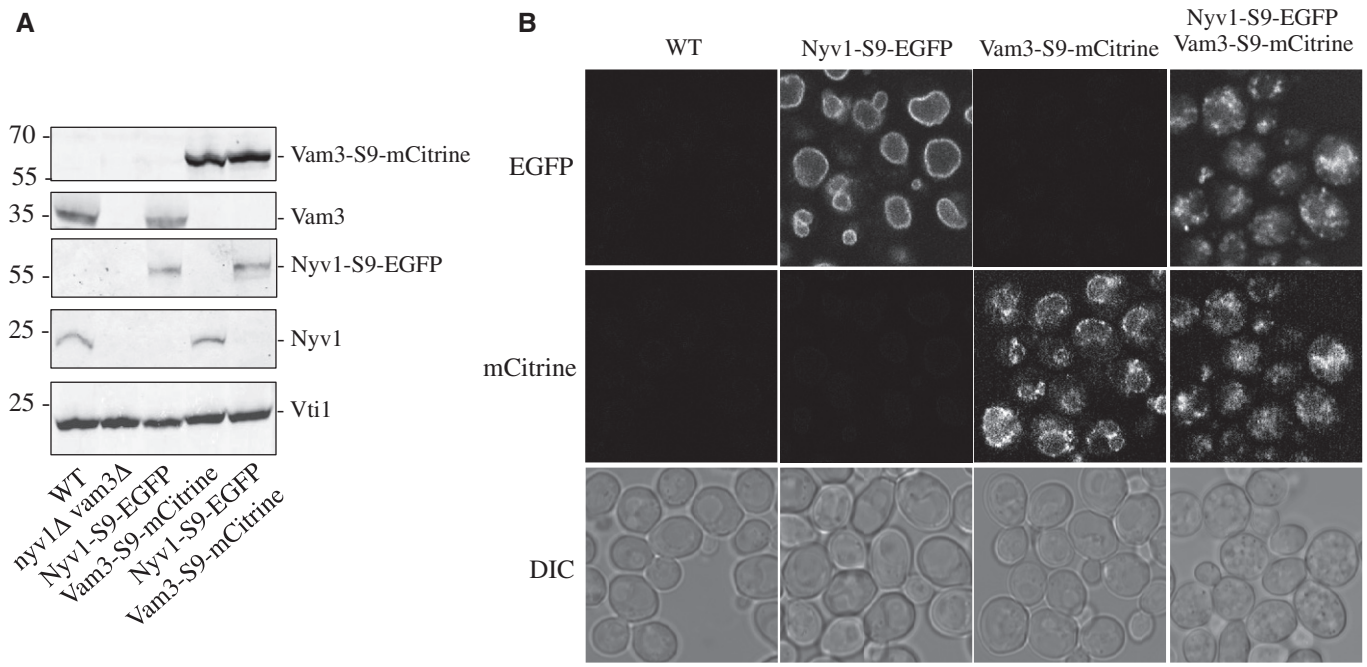 A
70 -
55 -
- Vam3-S9-mCitrine
35 -
- Vam3
55 -
- Nyv1-S9-EGFP
25 -
- Nyv1
25 -
- Vti1
WT
nyv1Δ vam3Δ
Nyv1-S9-EGFP
Vam3-S9-mCitrine
Nyv1-S9-EGFP
Vam3-S9-mCitrine
B
WT
Nyv1-S9-EGFP
Vam3-S9-mCitrine
Nyv1-S9-EGFP
Vam3-S9-mCitrine
EGFP
mCitrine
DIC